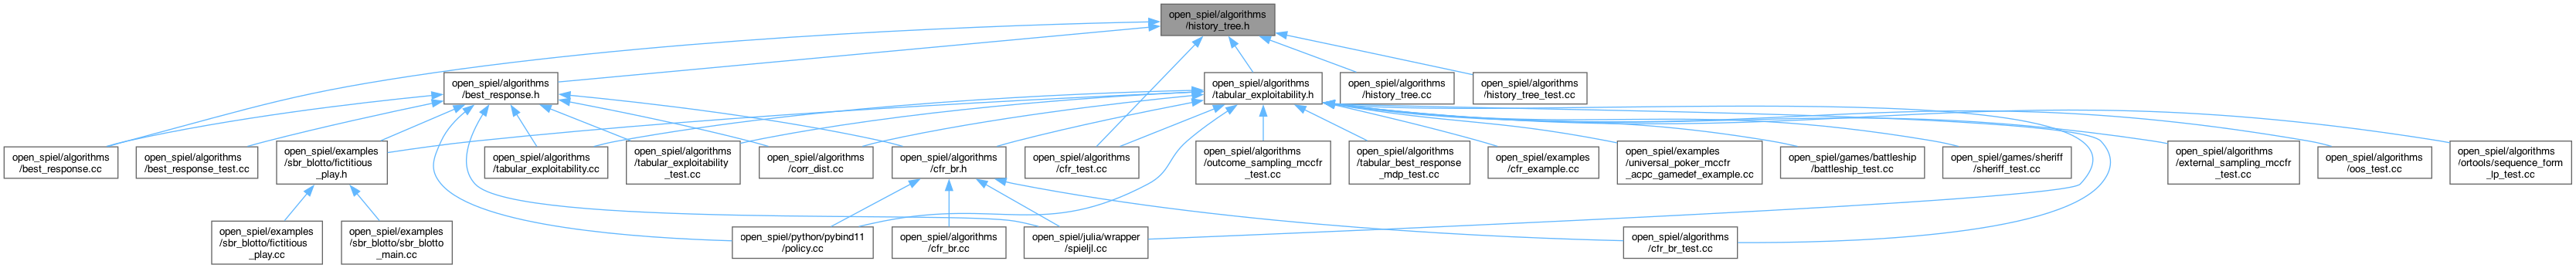 open_spiel/algorithms
/history_tree.h
open_spiel/algorithms
/best_response.h
open_spiel/algorithms
/tabular_exploitability.h
open_spiel/algorithms
/history_tree.cc
open_spiel/algorithms
/history_tree_test.cc
open_spiel/algorithms
/best_response.cc
open_spiel/algorithms
/best_response_test.cc
open_spiel/examples
/sbr_blotto/fictitious
_play.h
open_spiel/algorithms
/tabular_exploitability.cc
open_spiel/algorithms
/tabular_exploitability
_test.cc
open_spiel/algorithms
/corr_dist.cc
open_spiel/algorithms
/cfr_br.h
open_spiel/algorithms
/cfr_test.cc
open_spiel/algorithms
/outcome_sampling_mccfr
_test.cc
open_spiel/algorithms
/tabular_best_response
_mdp_test.cc
open_spiel/examples
/cfr_example.cc
open_spiel/examples
/universal_poker_mccfr
_acpc_gamedef_example.cc
open_spiel/games/battleship
/battleship_test.cc
open_spiel/games/sheriff
/sheriff_test.cc
open_spiel/algorithms
/external_sampling_mccfr
_test.cc
open_spiel/algorithms
/oos_test.cc
open_spiel/algorithms
/ortools/sequence_form
_lp_test.cc
open_spiel/examples
/sbr_blotto/fictitious
_play.cc
open_spiel/examples
/sbr_blotto/sbr_blotto
_main.cc
open_spiel/python/pybind11
/policy.cc
open_spiel/algorithms
/cfr_br.cc
open_spiel/julia/wrapper
/spieljl.cc
open_spiel/algorithms
/cfr_br_test.cc